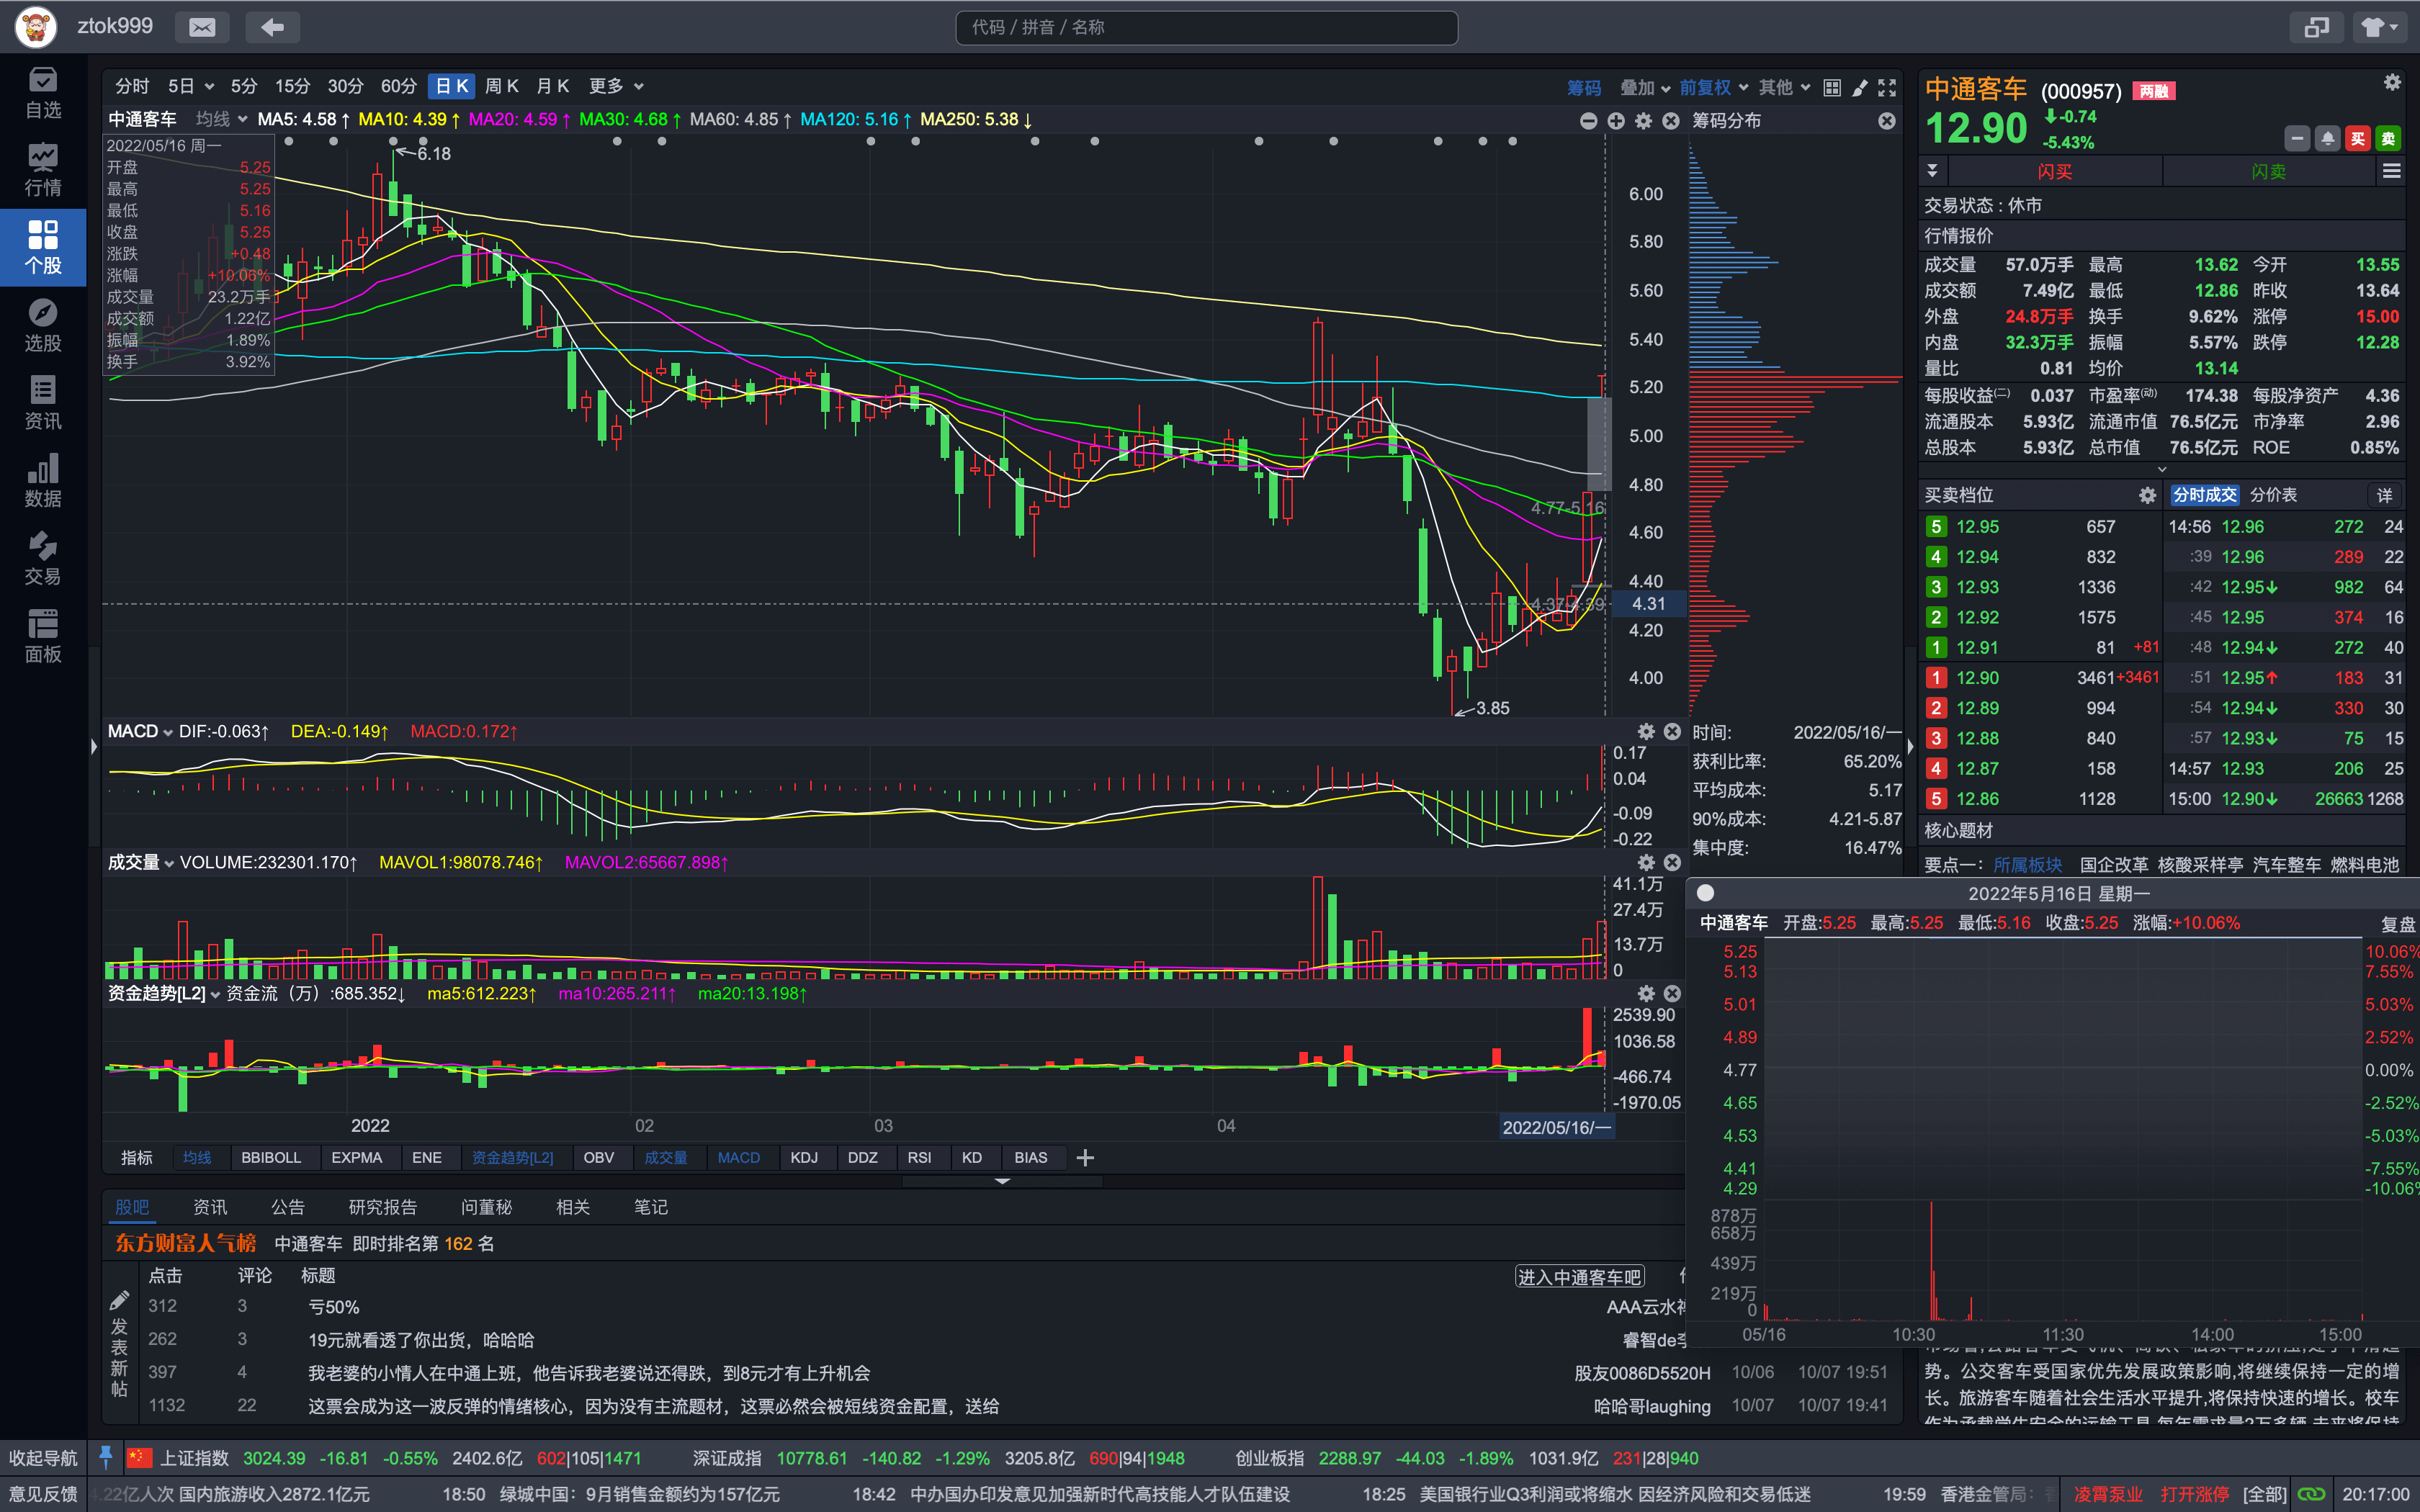 ztok999
代码 / 拼音 / 名称
自选
行情
个股
选股
资讯
数据
交易
面板
分时 5日 5分 15分 30分 60分 日K 周K 月K 更多
筹码 叠加 前复权 其他
中通客车 均线 MA5: 4.58↑ MA10: 4.39↑ MA20: 4.59↑ MA30: 4.68↑ MA60: 4.85↑ MA120: 5.16↑ MA250: 5.38↓
筹码分布
2022/05/16 周一
开盘 5.25
最高 5.25
最低 5.16
收盘 5.25
涨跌 +0.48
涨幅 +10.06%
成交量 23.2万手
成交额 1.22亿
振幅 1.89%
换手 3.92%
6.18
6.00
5.80
5.60
5.40
5.20
5.00
4.80
4.77-5.16
4.60
4.40
4.37-4.39
4.31
4.20
4.00
3.85
MACD DIF:-0.063↑ DEA:-0.149↑ MACD:0.172↑
0.17
0.04
-0.09
-0.22
成交量 VOLUME:232301.170↑ MAVOL1:98078.746↑ MAVOL2:65667.898↑
41.1万
27.4万
13.7万
0
资金趋势[L2] 资金流（万）:685.352↓ ma5:612.223↑ ma10:265.211↑ ma20:13.198↑
2539.90
1036.58
-466.74
-1970.05
2022 02 03 04 2022/05/16/一
时间: 2022/05/16/一
获利比率: 65.20%
平均成本: 5.17
90%成本: 4.21-5.87
集中度: 16.47%
指标 均线 BBIBOLL EXPMA ENE 资金趋势[L2] OBV 成交量 MACD KDJ DDZ RSI KD BIAS
股吧 资讯 公告 研究报告 问董秘 相关 笔记
东方财富人气榜 中通客车 即时排名第 162 名
点击 评论 标题 进入中通客车吧
发表新帖
312 3 亏50% AAA云水禅
262 3 19元就看透了你出货，哈哈哈 睿智de李
397 4 我老婆的小情人在中通上班，他告诉我老婆说还得跌，到8元才有上升机会 股友0086D5520H 10/06 10/07 19:51
1132 22 这票会成为这一波反弹的情绪核心，因为没有主流题材，这票必然会被短线资金配置，送给 哈哈哥laughing 10/07 10/07 19:41
中通客车 (000957) 两融
12.90 -0.74
-5.43%
买 卖
闪买 闪卖
交易状态 : 休市
行情报价
成交量 57.0万手 最高 13.62 今开 13.55
成交额 7.49亿 最低 12.86 昨收 13.64
外盘 24.8万手 换手 9.62% 涨停 15.00
内盘 32.3万手 振幅 5.57% 跌停 12.28
量比 0.81 均价 13.14
每股收益(二) 0.037 市盈率(动) 174.38 每股净资产 4.36
流通股本 5.93亿 流通市值 76.5亿元 市净率 2.96
总股本 5.93亿 总市值 76.5亿元 ROE 0.85%
买卖档位 分时成交 分价表 详
5 12.95 657
4 12.94 832
3 12.93 1336
2 12.92 1575
1 12.91 81 +81
1 12.90 3461 +3461
2 12.89 994
3 12.88 840
4 12.87 158
5 12.86 1128
14:56 12.96 272 24
:39 12.96 289 22
:42 12.95↓ 982 64
:45 12.95 374 16
:48 12.94↓ 272 40
:51 12.95↑ 183 31
:54 12.94↓ 330 30
:57 12.93↓ 75 15
14:57 12.93 206 25
15:00 12.90↓ 26663 1268
核心题材
要点一： 所属板块 国企改革 核酸采样亭 汽车整车 燃料电池
2022年5月16日 星期一
中通客车 开盘:5.25 最高:5.25 最低:5.16 收盘:5.25 涨幅:+10.06% 复盘
5.25 10.06%
5.13 7.55%
5.01 5.03%
4.89 2.52%
4.77 0.00%
4.65 -2.52%
4.53 -5.03%
4.41 -7.55%
4.29 -10.06%
878万
658万
439万
219万
0
05/16 10:30 11:30 14:00 15:00
势。公交客车受国家优先发展政策影响,将继续保持一定的增
长。旅游客车随着社会生活水平提升,将保持快速的增长。校车
作为承载学生安全的运输工具,每年需求量2万多辆,未来将保持
收起导航 上证指数 3024.39 -16.81 -0.55% 2402.6亿 602|105|1471 深证成指 10778.61 -140.82 -1.29% 3205.8亿 690|94|1948 创业板指 2288.97 -44.03 -1.89% 1031.9亿 231|28|940
意见反馈 .22亿人次 国内旅游收入2872.1亿元 18:50 绿城中国：9月销售金额约为157亿元 18:42 中办国办印发意见加强新时代高技能人才队伍建设 18:25 美国银行业Q3利润或将缩水 因经济风险和交易低迷 19:59 香港金管局： 凌霄泵业 打开涨停 [全部] 20:17:00